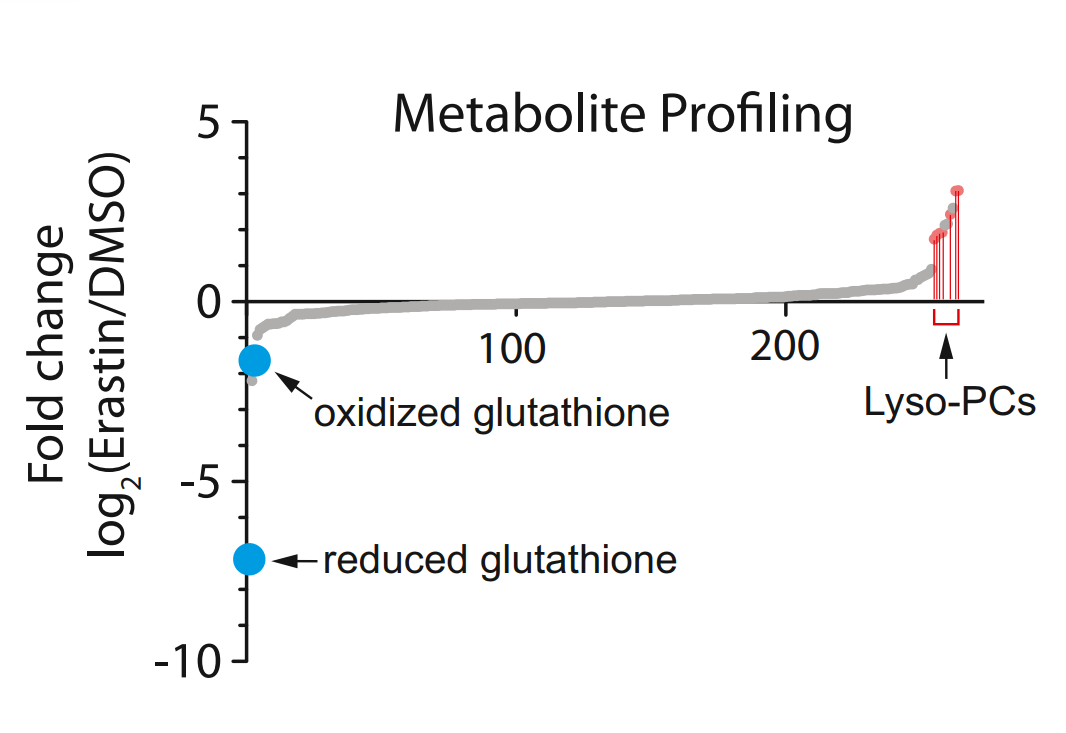 Metabolite Profiling
Fold change
log₂(Erastin/DMSO)
5
0
-5
-10
100
200
Lyso-PCs
oxidized glutathione
reduced glutathione